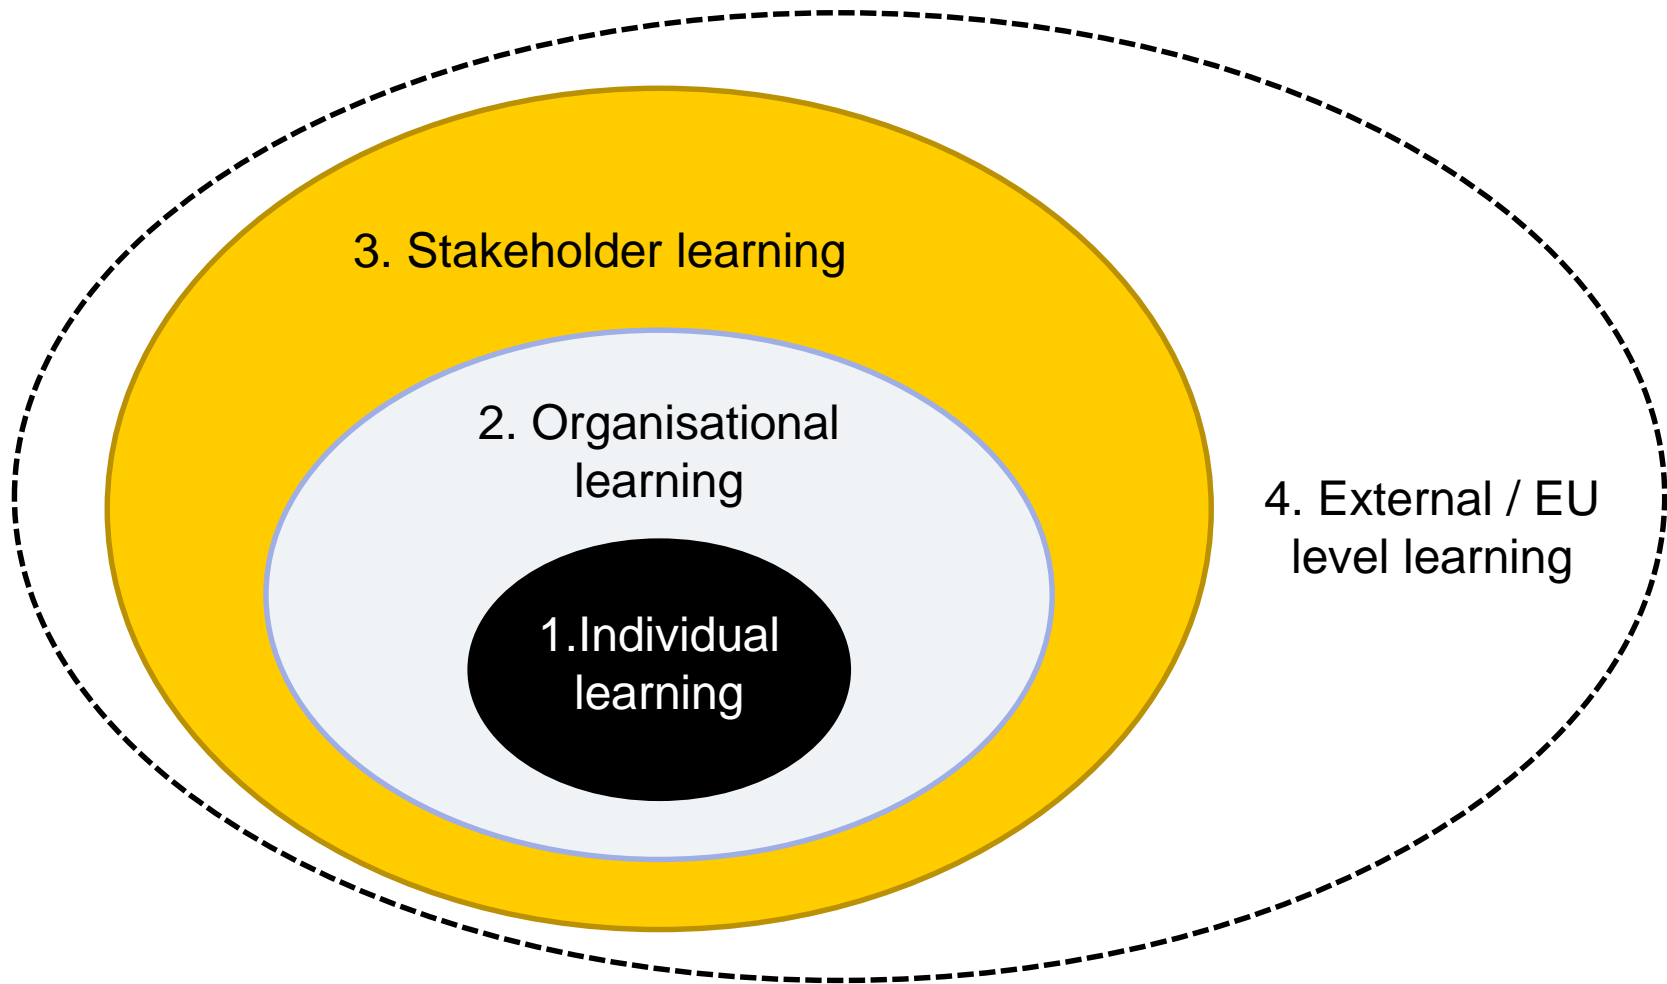 3. Stakeholder learning
2. Organisational
learning
4. External / EU
level learning
1.Individual
learning